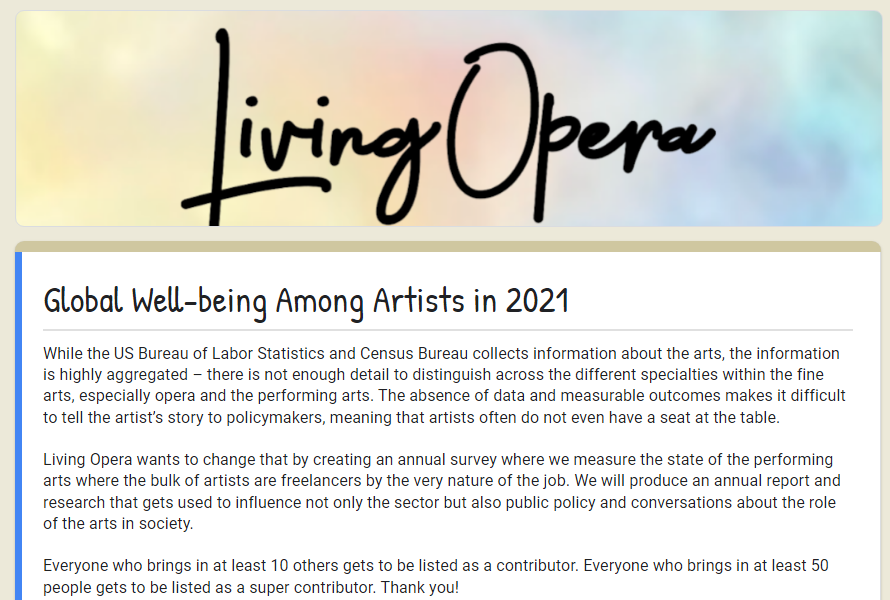 Living Opera
Global Well-being Among Artists in 2021
While the US Bureau of Labor Statistics and Census Bureau collects information about the arts, the information
is highly aggregated – there is not enough detail to distinguish across the different specialties within the fine
arts, especially opera and the performing arts. The absence of data and measurable outcomes makes it difficult
to tell the artist’s story to policymakers, meaning that artists often do not even have a seat at the table.
Living Opera wants to change that by creating an annual survey where we measure the state of the performing
arts where the bulk of artists are freelancers by the very nature of the job. We will produce an annual report and
research that gets used to influence not only the sector but also public policy and conversations about the role
of the arts in society.
Everyone who brings in at least 10 others gets to be listed as a contributor. Everyone who brings in at least 50
people gets to be listed as a super contributor. Thank you!